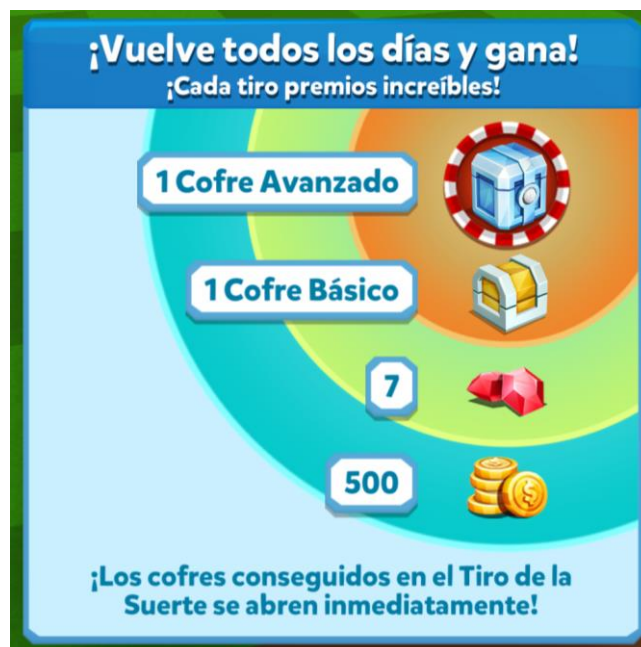 ¡Vuelve todos los días y gana!
¡Cada tiro premios increíbles!
1 Cofre Avanzado
1 Cofre Básico
7
500
¡Los cofres conseguidos en el Tiro de la
Suerte se abren inmediatamente!